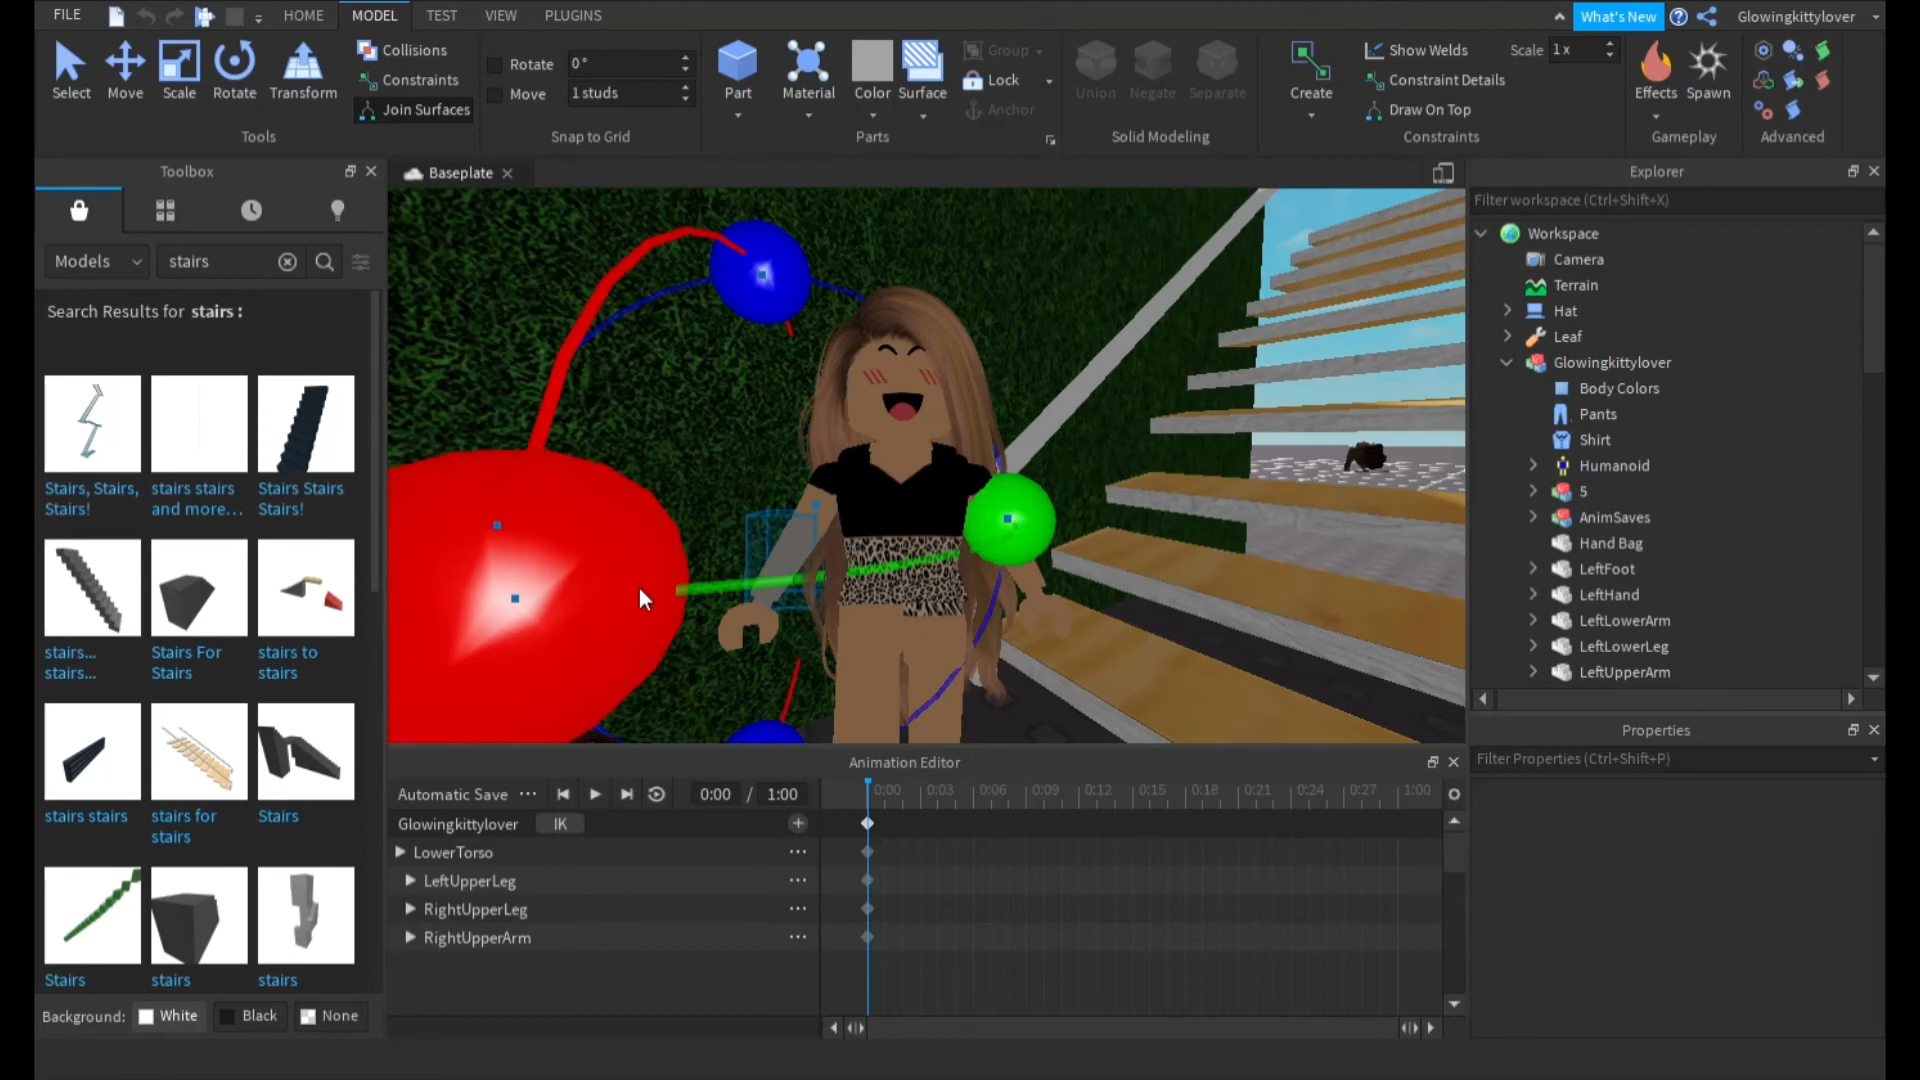 FILE HOME MODEL TEST VIEW PLUGINS What's New Glowingkittylover
Select Move Scale Rotate Transform
Collisions
Constraints
Join Surfaces
Tools
Rotate 0°
Move 1 studs
Snap to Grid
Part Material Color Surface
Group
Lock
Anchor
Parts
Union Negate Separate
Solid Modeling
Create
Show Welds Scale 1 x
Constraint Details
Draw On Top
Constraints
Effects Spawn
Gameplay
Advanced
Toolbox
Models stairs
Search Results for stairs :
Stairs, Stairs, Stairs!
stairs stairs and more...
Stairs Stairs Stairs!
stairs... stairs...
Stairs For Stairs
stairs to stairs
stairs stairs
stairs for stairs
Stairs
Stairs
stairs
stairs
Background: White Black None
Baseplate
Animation Editor
Automatic Save 0:00 / 1:00
0:00 0:03 0:06 0:09 0:12 0:15 0:18 0:21 0:24 0:27 1:00
Glowingkittylover IK
LowerTorso
LeftUpperLeg
RightUpperLeg
RightUpperArm
Explorer
Filter workspace (Ctrl+Shift+X)
Workspace
Camera
Terrain
Hat
Leaf
Glowingkittylover
Body Colors
Pants
Shirt
Humanoid
5
AnimSaves
Hand Bag
LeftFoot
LeftHand
LeftLowerArm
LeftLowerLeg
LeftUpperArm
Properties
Filter Properties (Ctrl+Shift+P)